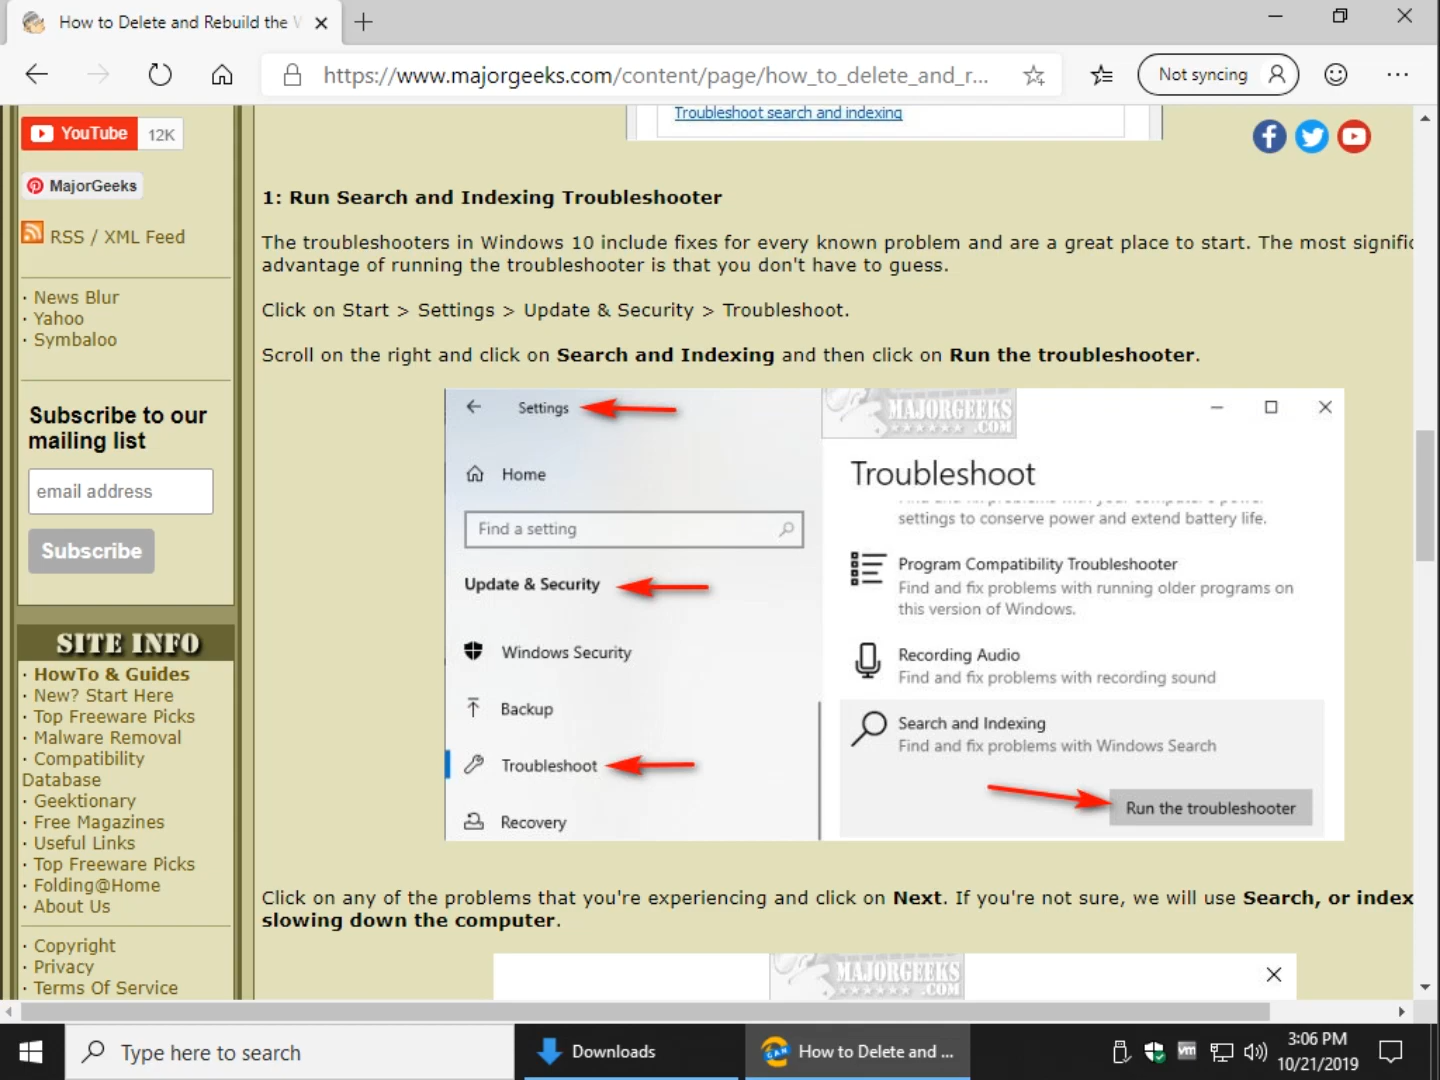 How to Delete and Rebuild the W
https://www.majorgeeks.com/content/page/how_to_delete_and_r...
Not syncing
YouTube 12K
MajorGeeks
RSS / XML Feed
· News Blur
· Yahoo
· Symbaloo
Subscribe to our
mailing list
email address
Subscribe
SITE INFO
· HowTo & Guides
· New? Start Here
· Top Freeware Picks
· Malware Removal
· Compatibility
Database
· Geektionary
· Free Magazines
· Useful Links
· Top Freeware Picks
· Folding@Home
· About Us
· Copyright
· Privacy
· Terms Of Service
Troubleshoot search and indexing
1: Run Search and Indexing Troubleshooter
The troubleshooters in Windows 10 include fixes for every known problem and are a great place to start. The most signific
advantage of running the troubleshooter is that you don't have to guess.
Click on Start > Settings > Update & Security > Troubleshoot.
Scroll on the right and click on Search and Indexing and then click on Run the troubleshooter.
Settings
Home
Find a setting
Update & Security
Windows Security
Backup
Troubleshoot
Recovery
MAJORGEEKS
.COM
Troubleshoot
settings to conserve power and extend battery life.
Program Compatibility Troubleshooter
Find and fix problems with running older programs on
this version of Windows.
Recording Audio
Find and fix problems with recording sound
Search and Indexing
Find and fix problems with Windows Search
Run the troubleshooter
Click on any of the problems that you're experiencing and click on Next. If you're not sure, we will use Search, or index
slowing down the computer.
MAJORGEEKS
.COM
Type here to search
Downloads
How to Delete and ...
vm
3:06 PM
10/21/2019